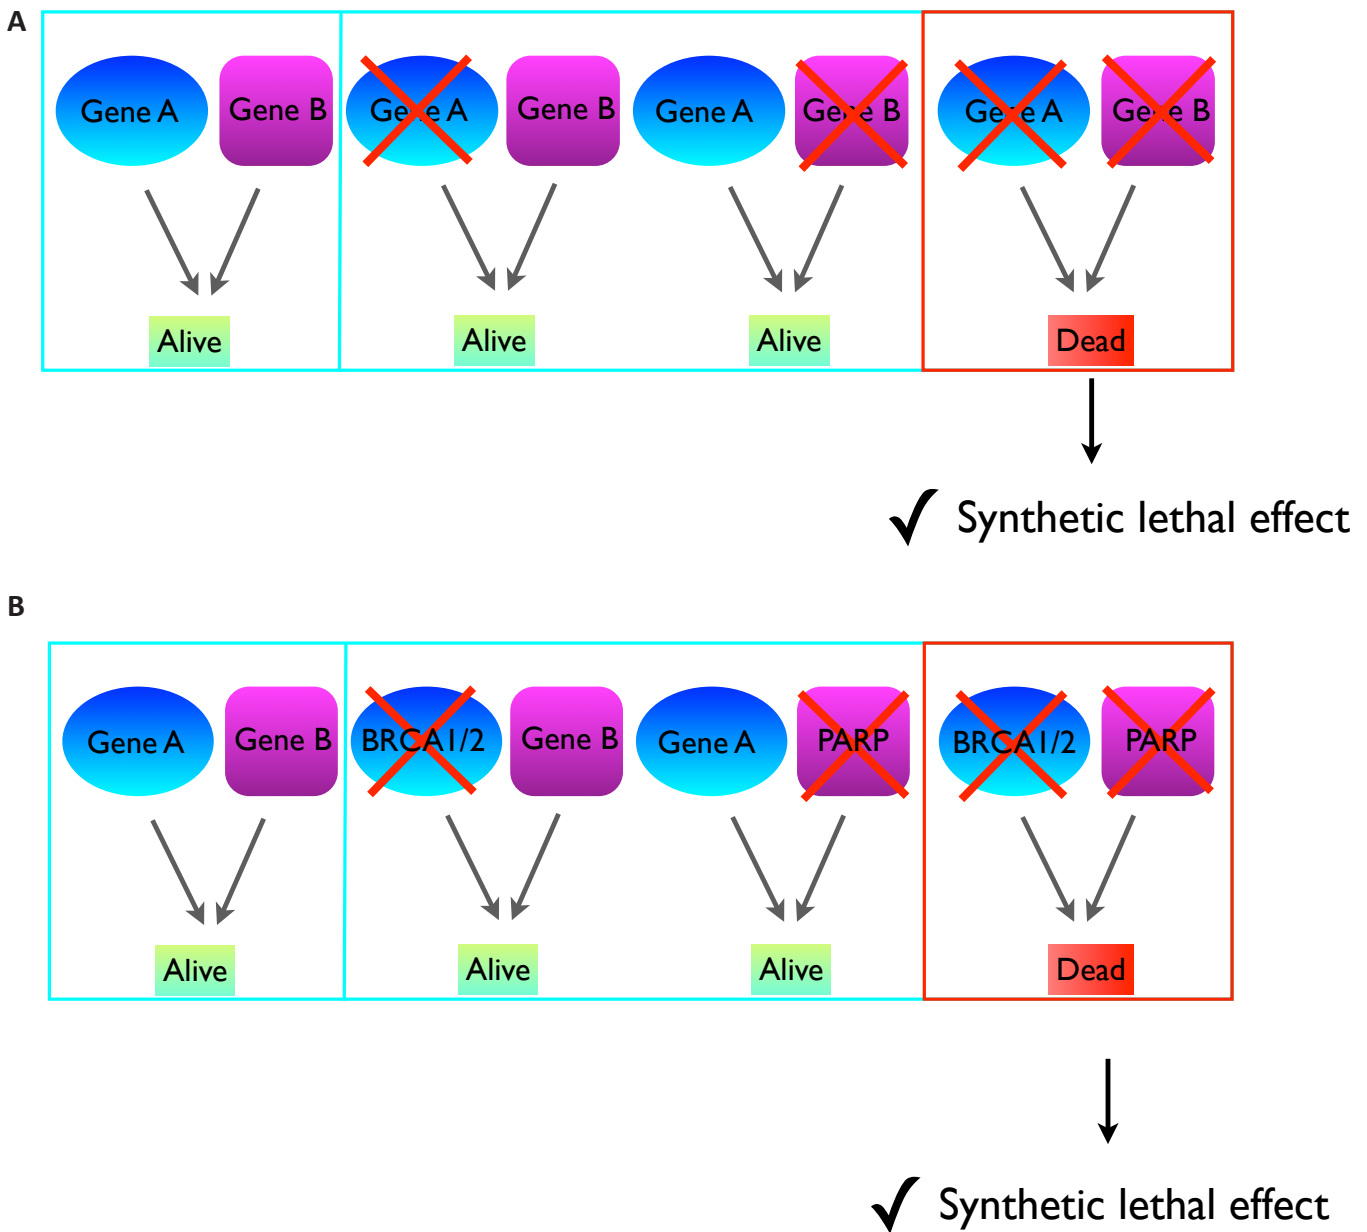 A
Gene A Gene B Gene A Gene B Gene A Gene B Gene A Gene B
Alive Alive Alive Dead
✓ Synthetic lethal effect
B
Gene A Gene B BRCA1/2 Gene B Gene A PARP BRCA1/2 PARP
Alive Alive Alive Dead
✓ Synthetic lethal effect